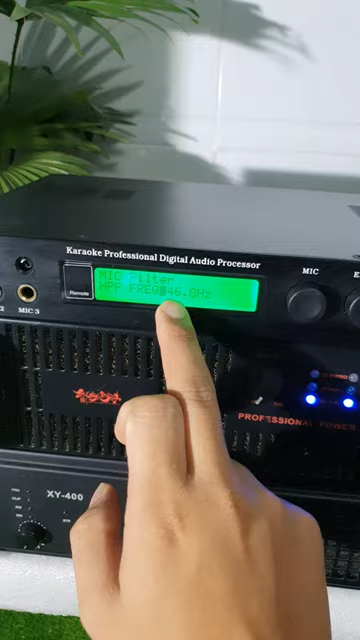 Karaoke Professional Digital Audio Processor
MIC Filter
HPF FREQ 46.8Hz
Remote
MIC 3
MIC
PROFESSIONAL POWER
XY-400